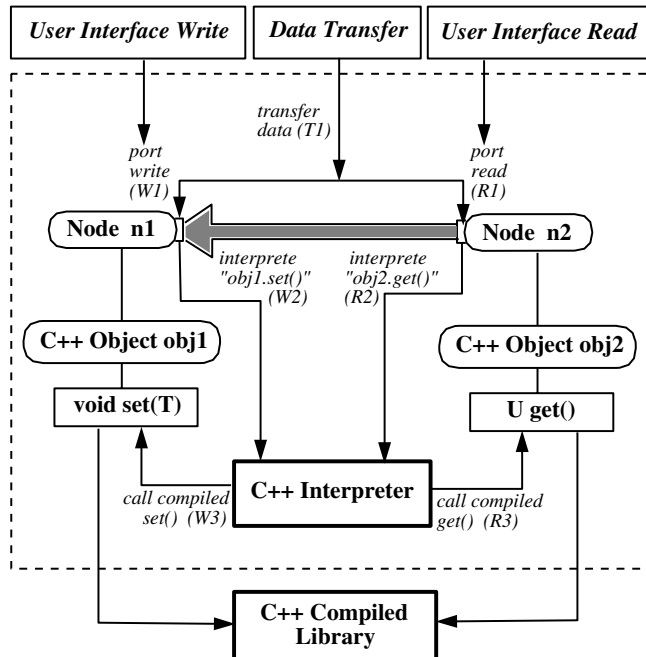 User Interface Write
Data Transfer
User Interface Read
transfer
data (T1)
port
write
(W1)
port
read
(R1)
Node n1
Node n2
interprete
"obj1.set()"
(W2)
interprete
"obj2.get()"
(R2)
C++ Object obj1
C++ Object obj2
void set(T)
U get()
C++ Interpreter
call compiled
set() (W3)
call compiled
get() (R3)
C++ Compiled
Library